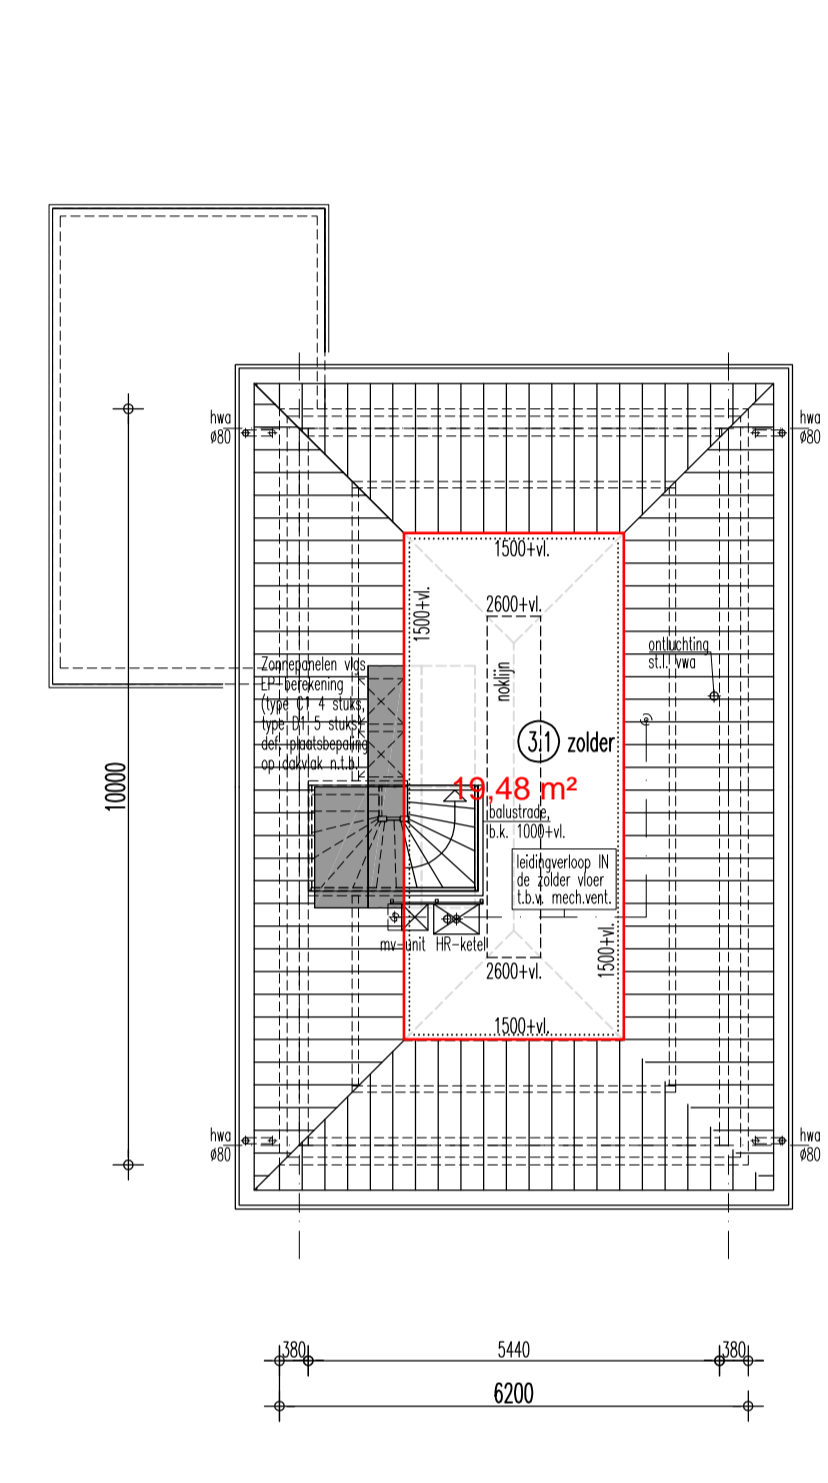 hwa
ø80
hwa
ø80
1500+vl.
1500+vl.
2600+vl.
noklijn
ontluchting
st.l. vwa
Zonnepanelen vlgs
EP-berekening
(type C1 4 stuks,
type D1 5 stuks)
def. plaatsbepaling
op dakvlak n.t.b.
3.1 zolder
19,48 m²
balustrade,
b.k. 1000+vl.
10000
leidingverloop IN
de zolder vloer
t.b.v. mech.vent.
mv-unit
HR-ketel
1500+vl.
2600+vl.
1500+vl.
hwa
ø80
hwa
ø80
380
5440
380
6200